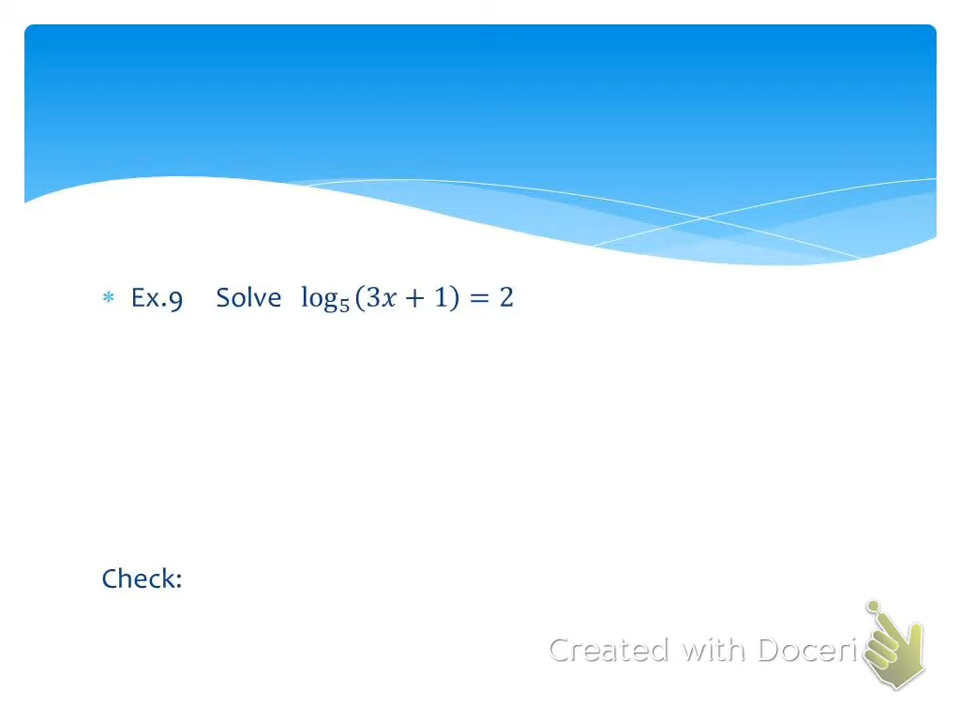 * Ex.9 Solve log₅(3𝑥 + 1) = 2
Check:
Created with Doceri